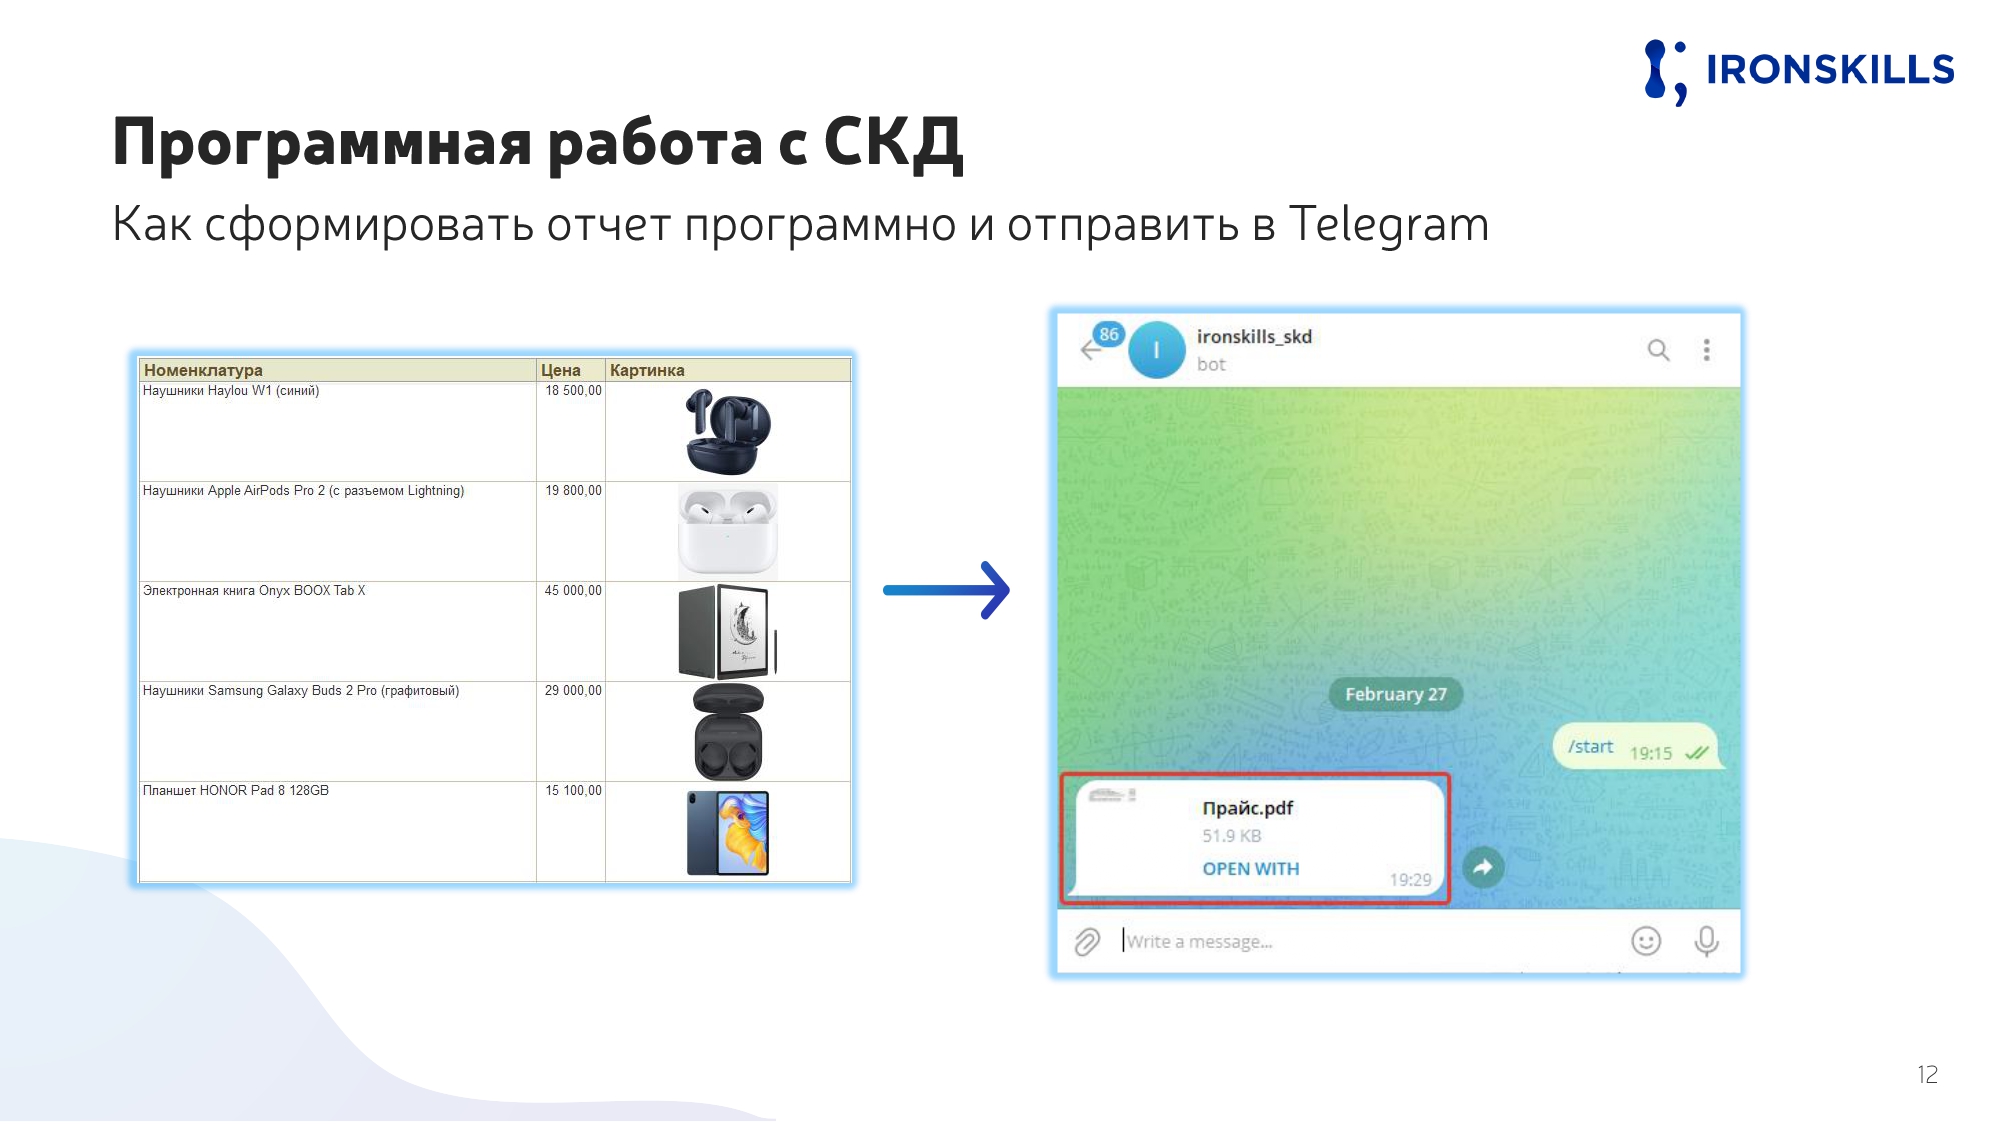 IRONSKILLS
Программная работа с СКД
Как сформировать отчет программно и отправить в Telegram
Номенклатура Цена Картинка
Наушники Haylou W1 (синий) 18 500,00
Наушники Apple AirPods Pro 2 (с разъемом Lightning) 19 800,00
Электронная книга Onyx BOOX Tab X 45 000,00
Наушники Samsung Galaxy Buds 2 Pro (графитовый) 29 000,00
Планшет HONOR Pad 8 128GB 15 100,00
86
I
ironskills_skd
bot
February 27
/start 19:15
Прайс.pdf
51.9 KB
OPEN WITH
19:29
Write a message...
12